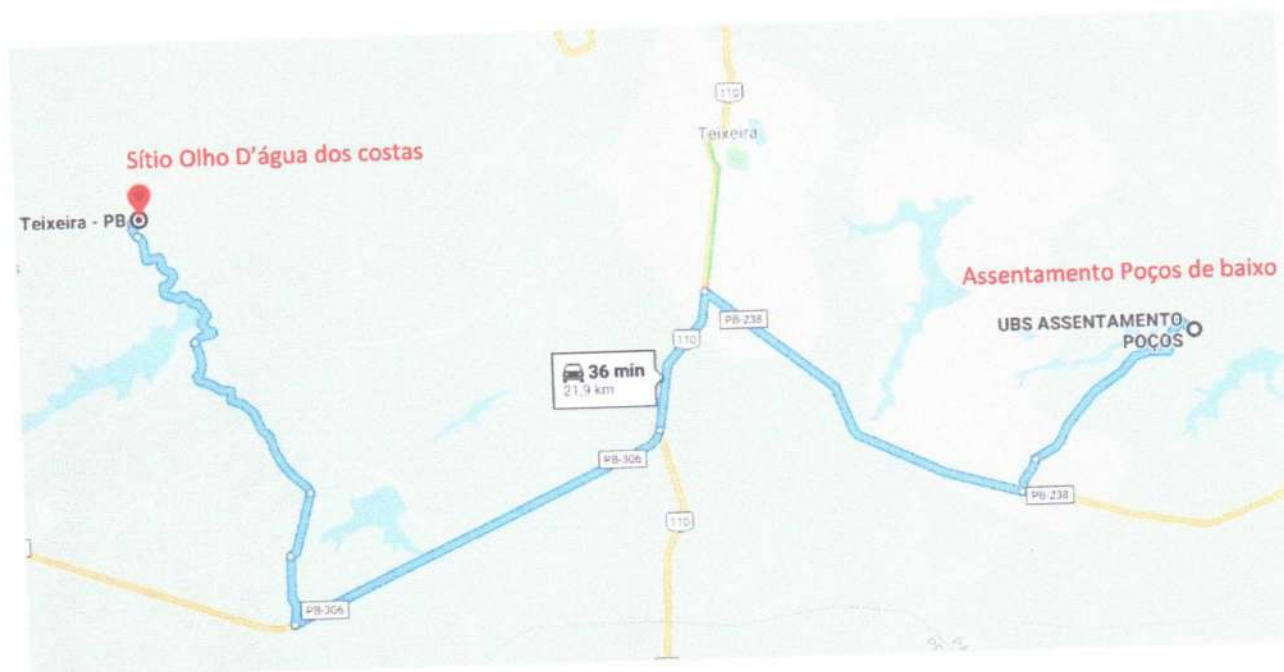 110
Teixeira
Sítio Olho D'água dos costas
Teixeira - PB
Assentamento Poços de baixo
UBS ASSENTAMENTO
POÇOS
PB-238
110
36 min
21,9 km
PB-306
PB-238
110
PB-306